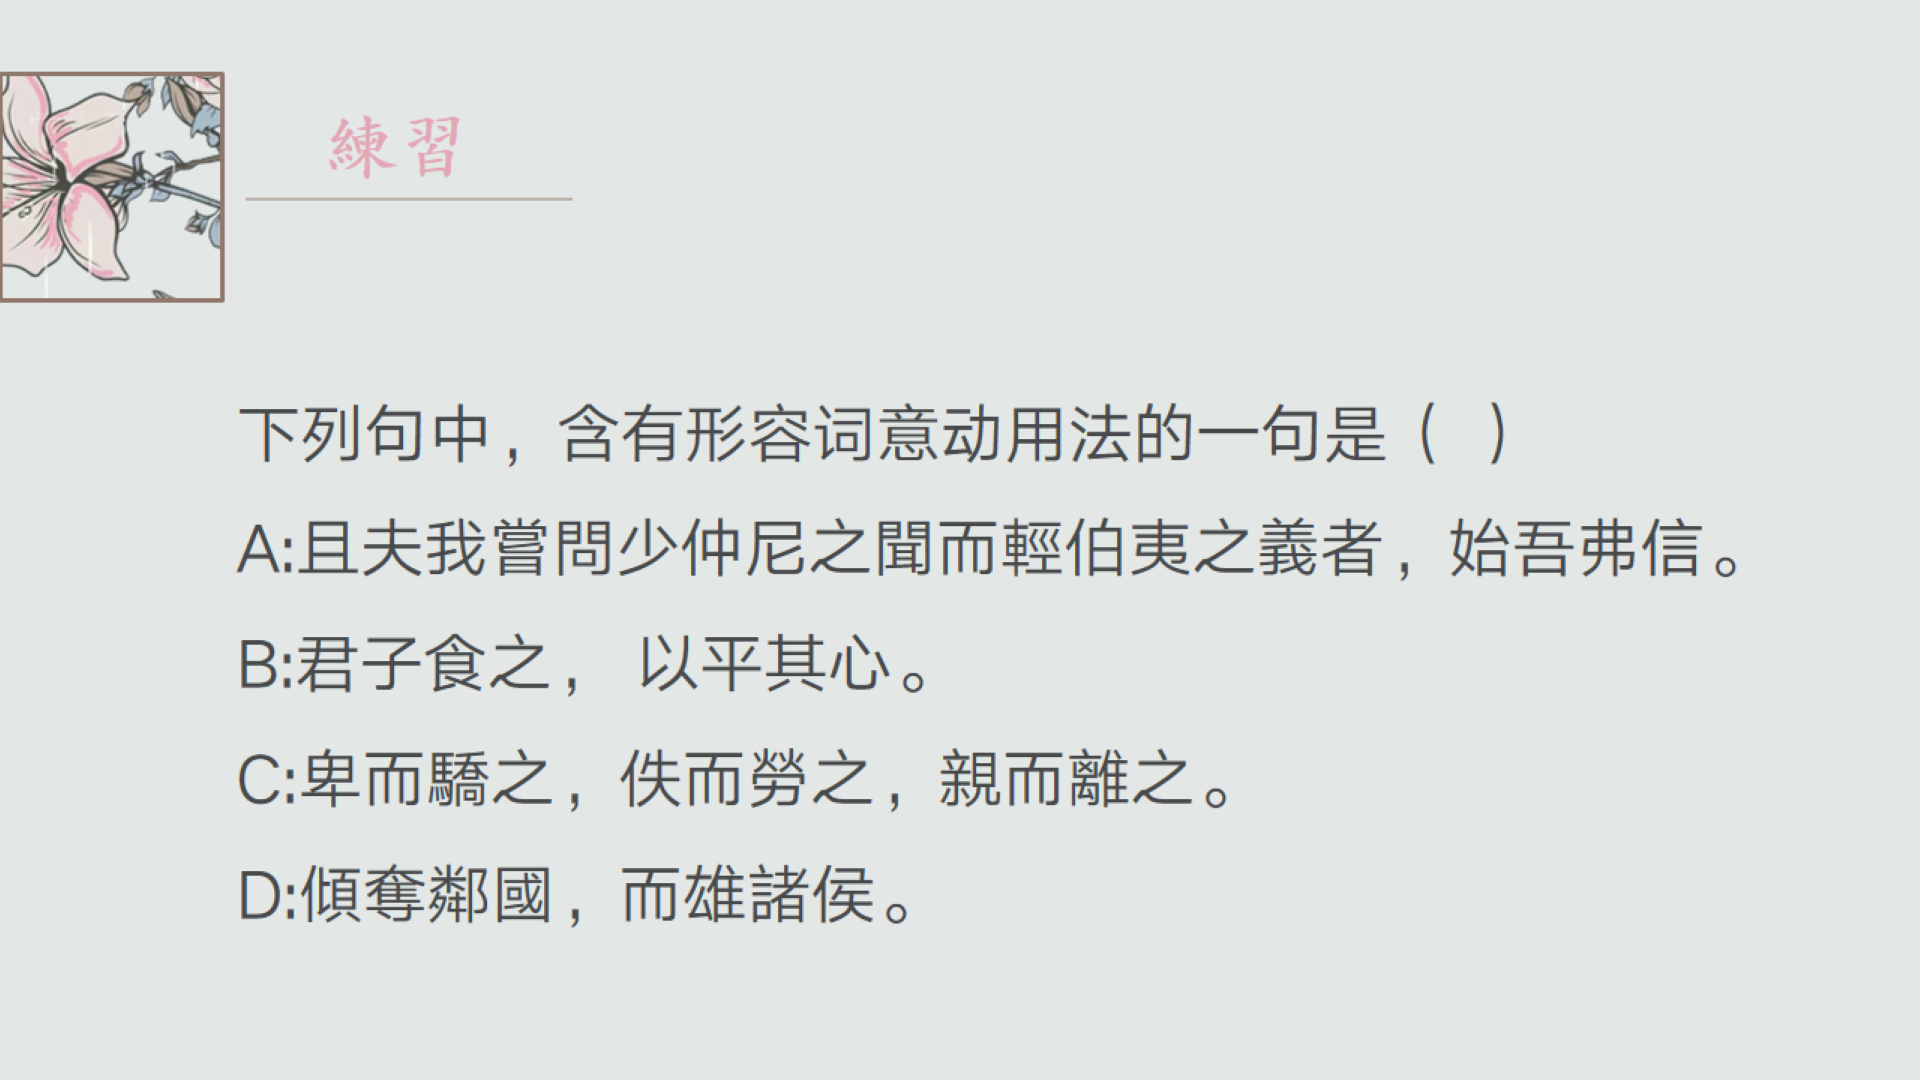 練習
下列句中，含有形容词意动用法的一句是（ ）
A:且夫我嘗問少仲尼之聞而輕伯夷之義者，始吾弗信。
B:君子食之， 以平其心。
C:卑而驕之，佚而勞之，親而離之。
D:傾奪鄰國，而雄諸侯。